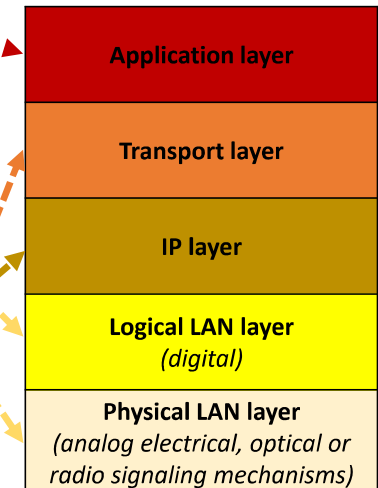 Application layer
Transport layer
IP layer
Logical LAN layer
(digital)
Physical LAN layer
(analog electrical, optical or
radio signaling mechanisms)